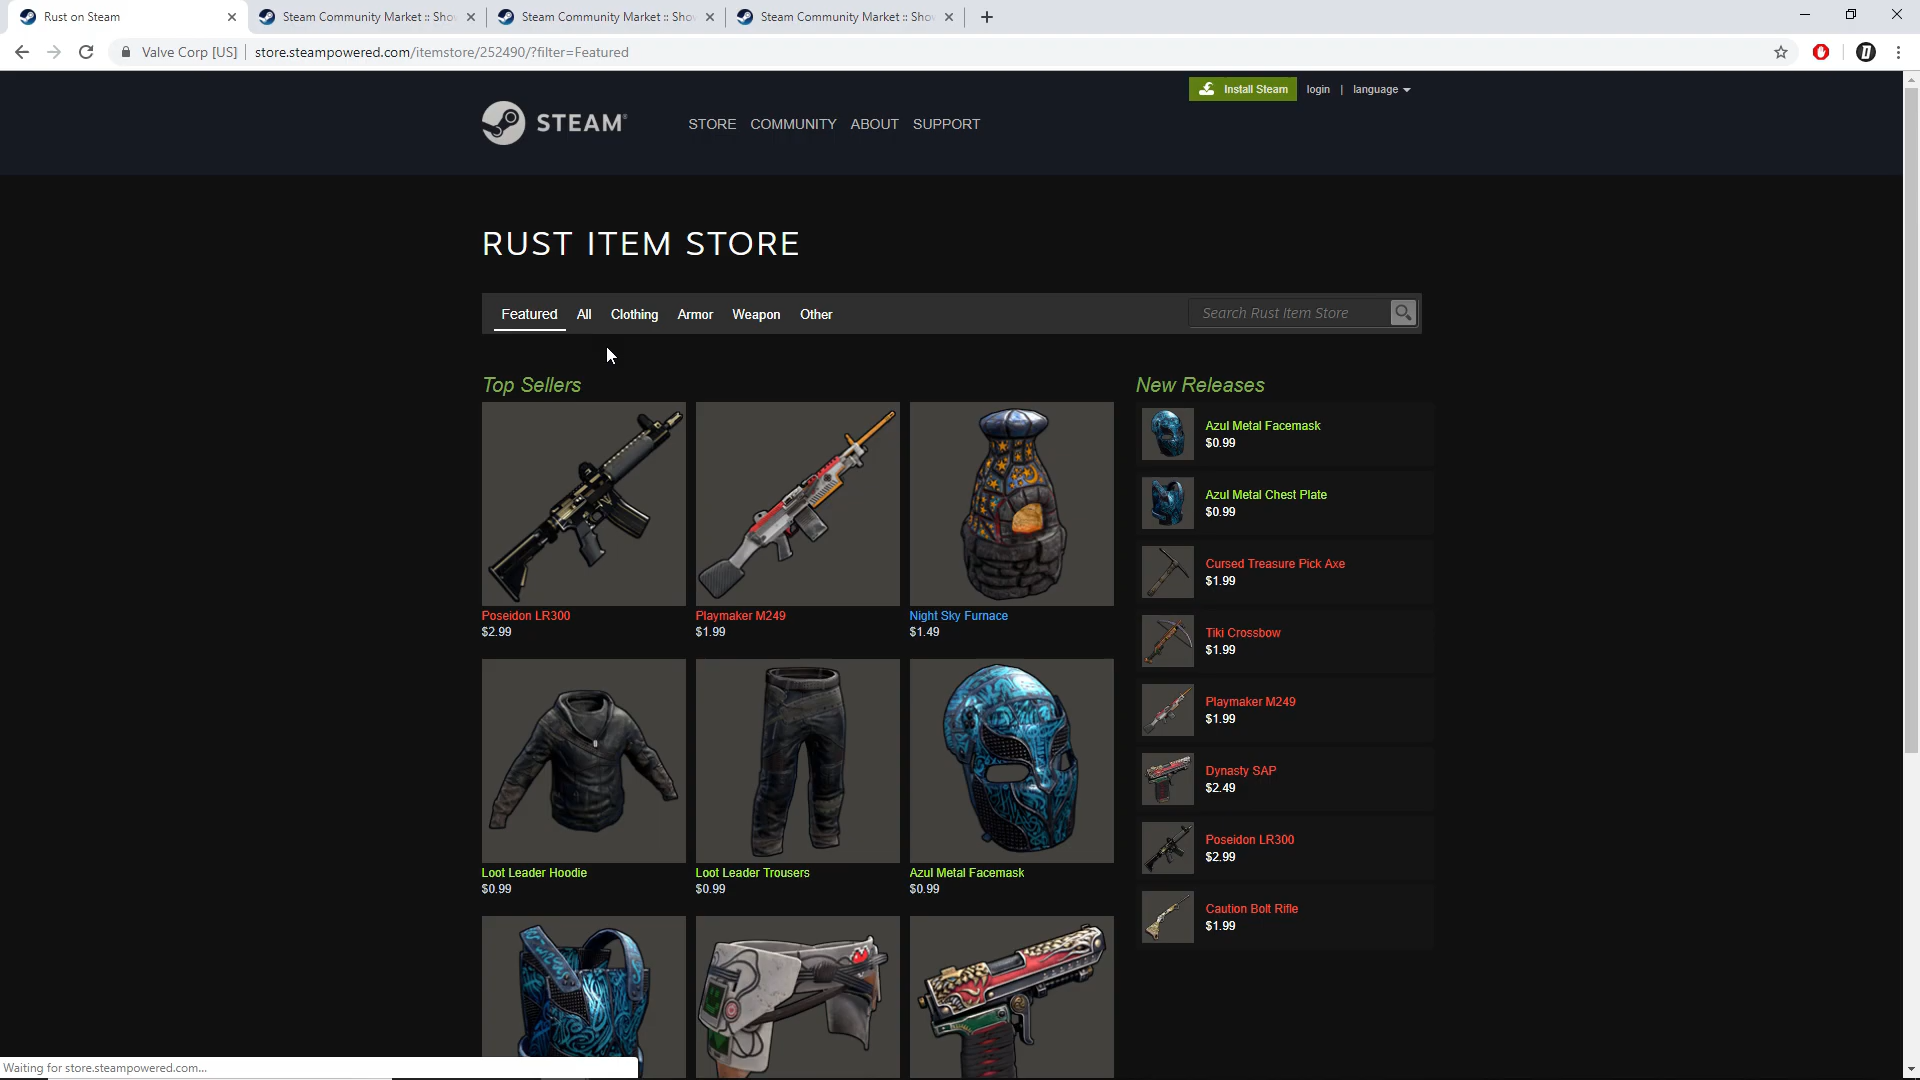 Rust on Steam
Steam Community Market :: Sho
Steam Community Market :: Sho
Steam Community Market :: Sho
Valve Corp [US]
store.steampowered.com/itemstore/252490/?filter=Featured
Install Steam
login
|
language
STEAM®
STORE
COMMUNITY
ABOUT
SUPPORT
RUST ITEM STORE
Featured
All
Clothing
Armor
Weapon
Other
Search Rust Item Store
Top Sellers
Poseidon LR300
$2.99
Playmaker M249
$1.99
Night Sky Furnace
$1.49
Loot Leader Hoodie
$0.99
Loot Leader Trousers
$0.99
Azul Metal Facemask
$0.99
New Releases
Azul Metal Facemask
$0.99
Azul Metal Chest Plate
$0.99
Cursed Treasure Pick Axe
$1.99
Tiki Crossbow
$1.99
Playmaker M249
$1.99
Dynasty SAP
$2.49
Poseidon LR300
$2.99
Caution Bolt Rifle
$1.99
Waiting for store.steampowered.com...